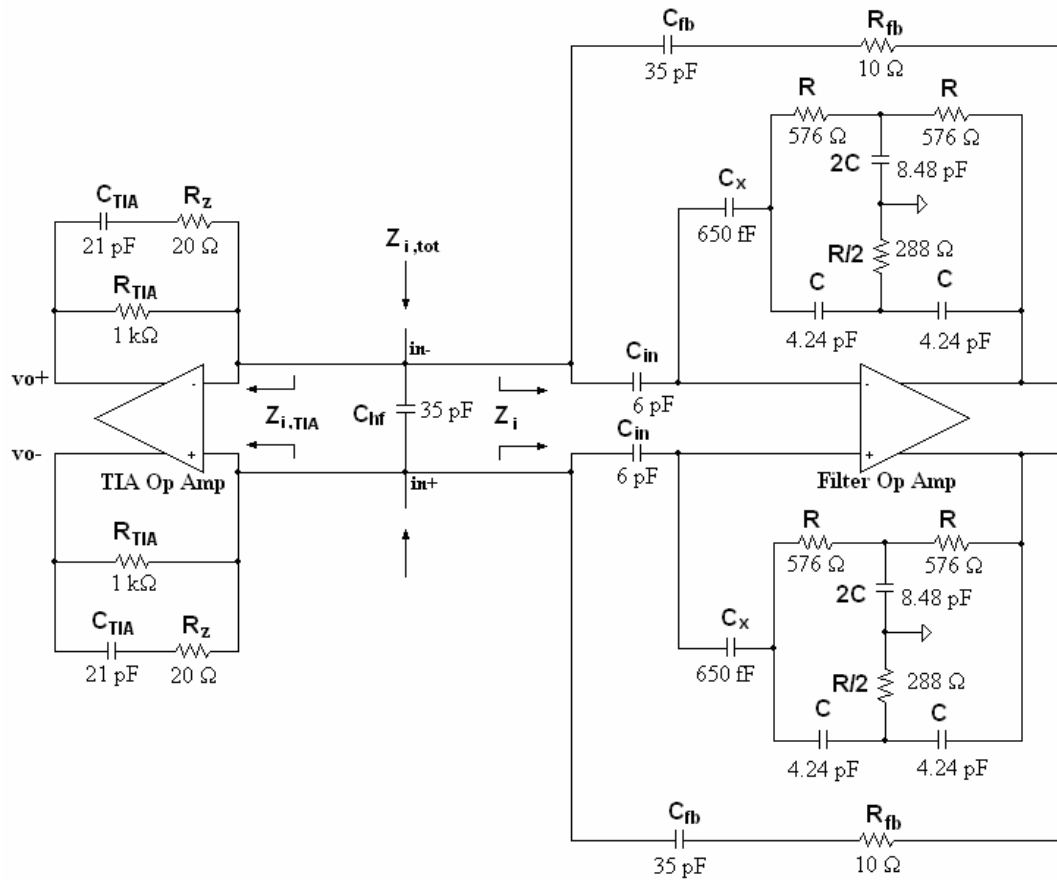 Cfb
Rfb
35 pF
10 Ω
R
R
576 Ω
576 Ω
2C
8.48 pF
Cx
650 fF
R/2
288 Ω
C
C
4.24 pF
4.24 pF
CTIA
Rz
21 pF
20 Ω
RTIA
1 kΩ
Zi,tot
in-
vo+
-
Cin
6 pF
-
Zi,TIA
Chf
35 pF
Zi
Cin
6 pF
vo-
+
TIA Op Amp
in+
+
Filter Op Amp
RTIA
1 kΩ
R
R
576 Ω
576 Ω
2C
8.48 pF
CTIA
Rz
21 pF
20 Ω
Cx
650 fF
R/2
288 Ω
C
C
4.24 pF
4.24 pF
Cfb
Rfb
35 pF
10 Ω